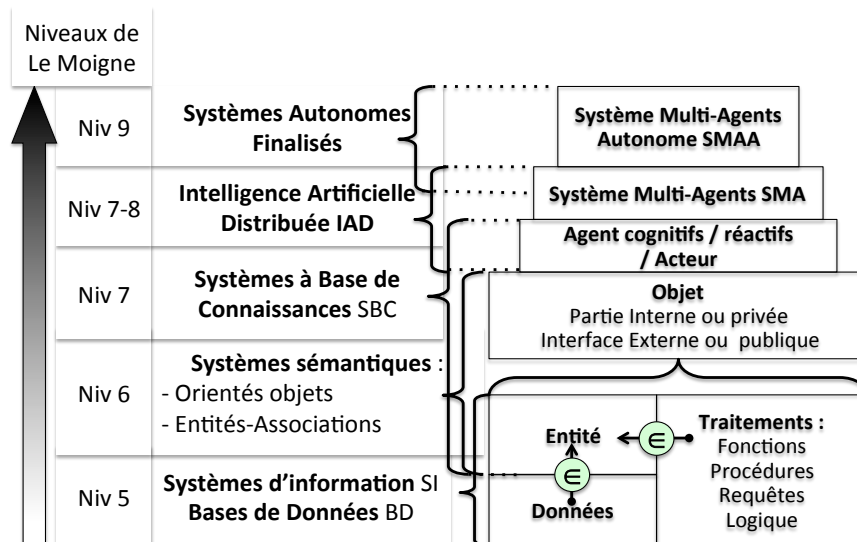 Niveaux de
Le Moigne
Niv 9
Systèmes Autonomes
Finalisés
Système Multi-Agents
Autonome SMAA
Niv 7-8
Intelligence Artificielle
Distribuée IAD
Système Multi-Agents SMA
Agent cognitifs / réactifs
/ Acteur
Niv 7
Systèmes à Base de
Connaissances SBC
Objet
Partie Interne ou privée
Interface Externe ou publique
Niv 6
Systèmes sémantiques :
- Orientés objets
- Entités-Associations
Entité
∈
Traitements :
Fonctions
Procédures
Requêtes
Logique
Niv 5
Systèmes d'information SI
Bases de Données BD
∈
Données